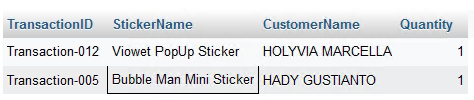 TransactionID StickerName CustomerName Quantity
Transaction-012 Viowet PopUp Sticker HOLYVIA MARCELLA 1
Transaction-005 Bubble Man Mini Sticker HADY GUSTIANTO 1